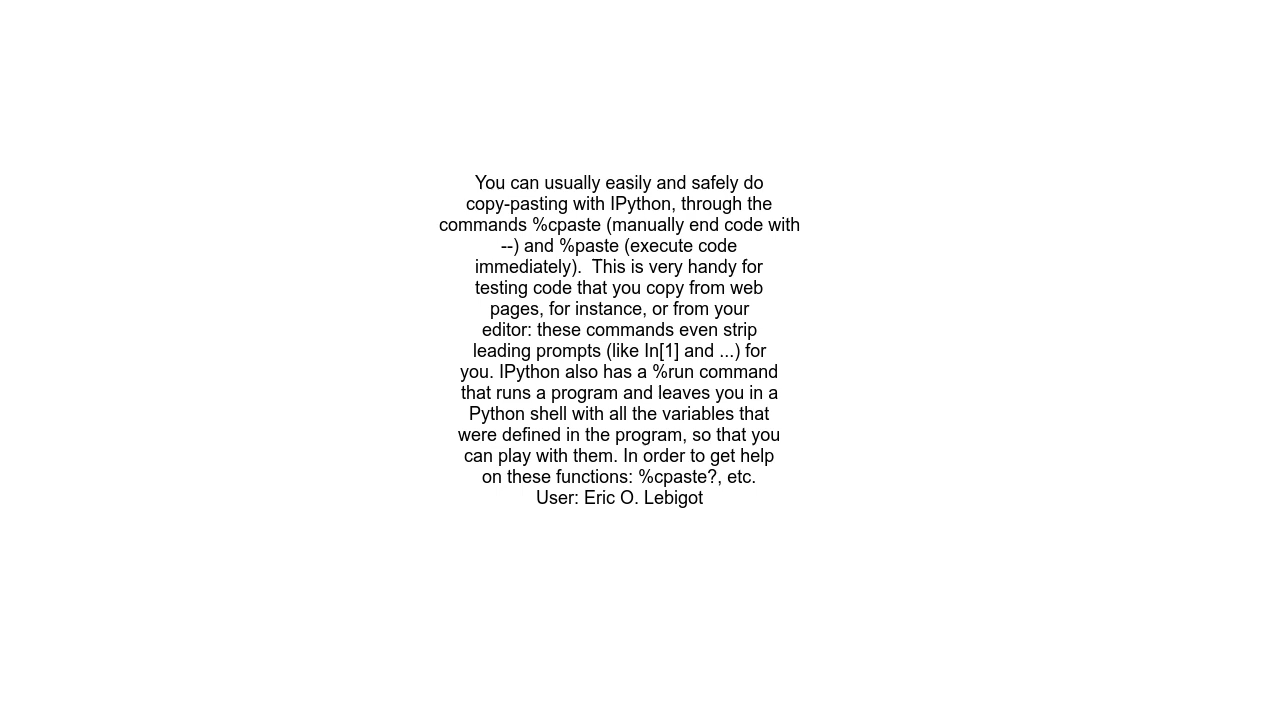 You can usually easily and safely do
copy-pasting with IPython, through the
commands %cpaste (manually end code with
--) and %paste (execute code
immediately).  This is very handy for
testing code that you copy from web
pages, for instance, or from your
editor: these commands even strip
leading prompts (like In[1] and ...) for
you. IPython also has a %run command
that runs a program and leaves you in a
Python shell with all the variables that
were defined in the program, so that you
can play with them. In order to get help
on these functions: %cpaste?, etc.
User: Eric O. Lebigot